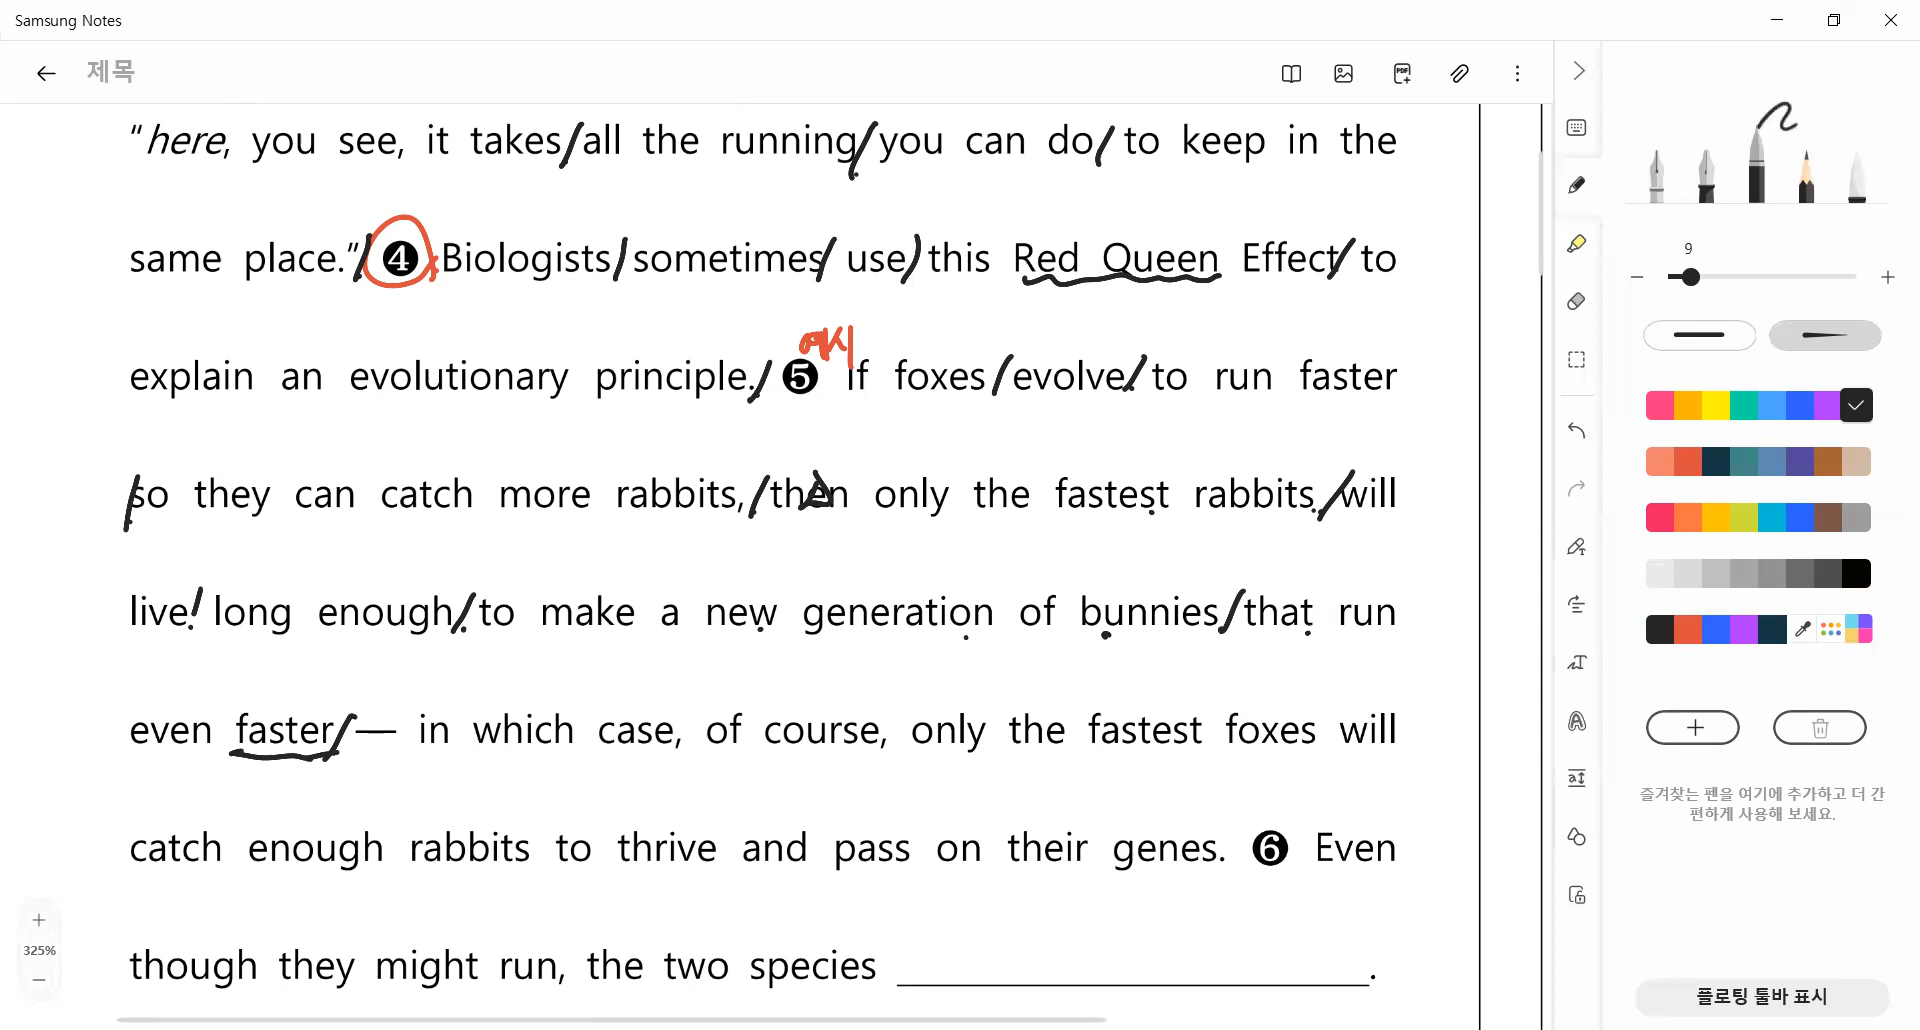 Samsung Notes
제목
“here, you see, it takes all the running you can do to keep in the
same place.” ❹ Biologists sometimes use this Red Queen Effect to
예시
explain an evolutionary principle. ❺ If foxes evolve to run faster
so they can catch more rabbits, then only the fastest rabbits will
live long enough to make a new generation of bunnies that run
even faster — in which case, of course, only the fastest foxes will
catch enough rabbits to thrive and pass on their genes. ❻ Even
though they might run, the two species ____________________.
325%
9
즐겨찾는 펜을 여기에 추가하고 더 간
편하게 사용해 보세요.
플로팅 툴바 표시